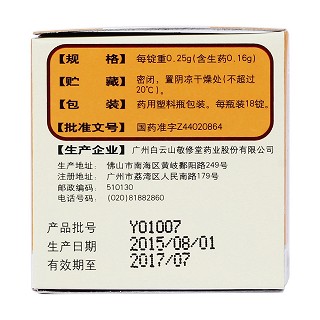 【规 格】 每锭重0.25g(含生药0.16g)
【贮 藏】 密闭，置阴凉干燥处(不超过
20℃)。
【包 装】 药用塑料瓶包装。每瓶装18锭。
【批准文号】 国药准字Z44020864
【生产企业】 广州白云山敬修堂药业股份有限公司
生产地址： 佛山市南海区黄岐鄱阳路249号
注册地址： 广州市荔湾区人民南路179号
邮政编码： 510130
电话号码： (020)81882860
产品批号 Y01007
生产日期 2015/08/01
有效期至 2017/07